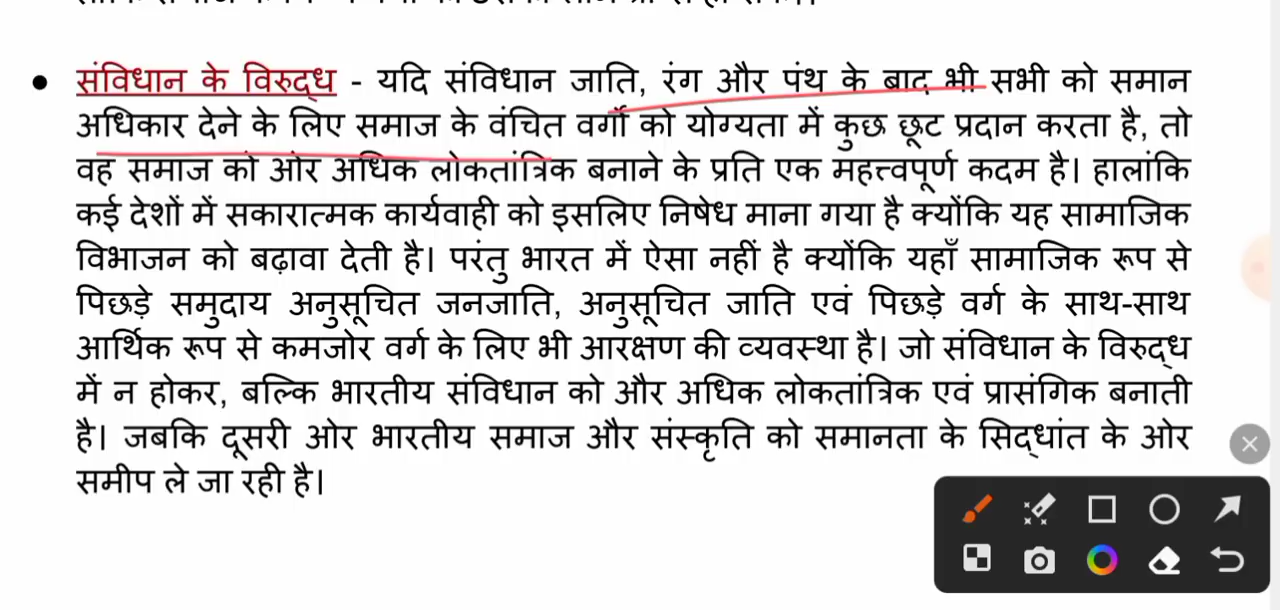 ● संविधान के विरुद्ध - यदि संविधान जाति, रंग और पंथ के बाद भी सभी को समान
अधिकार देने के लिए समाज के वंचित वर्गों को योग्यता में कुछ छूट प्रदान करता है, तो
वह समाज को ओर अधिक लोकतांत्रिक बनाने के प्रति एक महत्त्वपूर्ण कदम है। हालांकि
कई देशों में सकारात्मक कार्यवाही को इसलिए निषेध माना गया है क्योंकि यह सामाजिक
विभाजन को बढ़ावा देती है। परंतु भारत में ऐसा नहीं है क्योंकि यहाँ सामाजिक रूप से
पिछड़े समुदाय अनुसूचित जनजाति, अनुसूचित जाति एवं पिछड़े वर्ग के साथ-साथ
आर्थिक रूप से कमजोर वर्ग के लिए भी आरक्षण की व्यवस्था है। जो संविधान के विरुद्ध
में न होकर, बल्कि भारतीय संविधान को और अधिक लोकतांत्रिक एवं प्रासंगिक बनाती
है। जबकि दूसरी ओर भारतीय समाज और संस्कृति को समानता के सिद्धांत के ओर
समीप ले जा रही है।